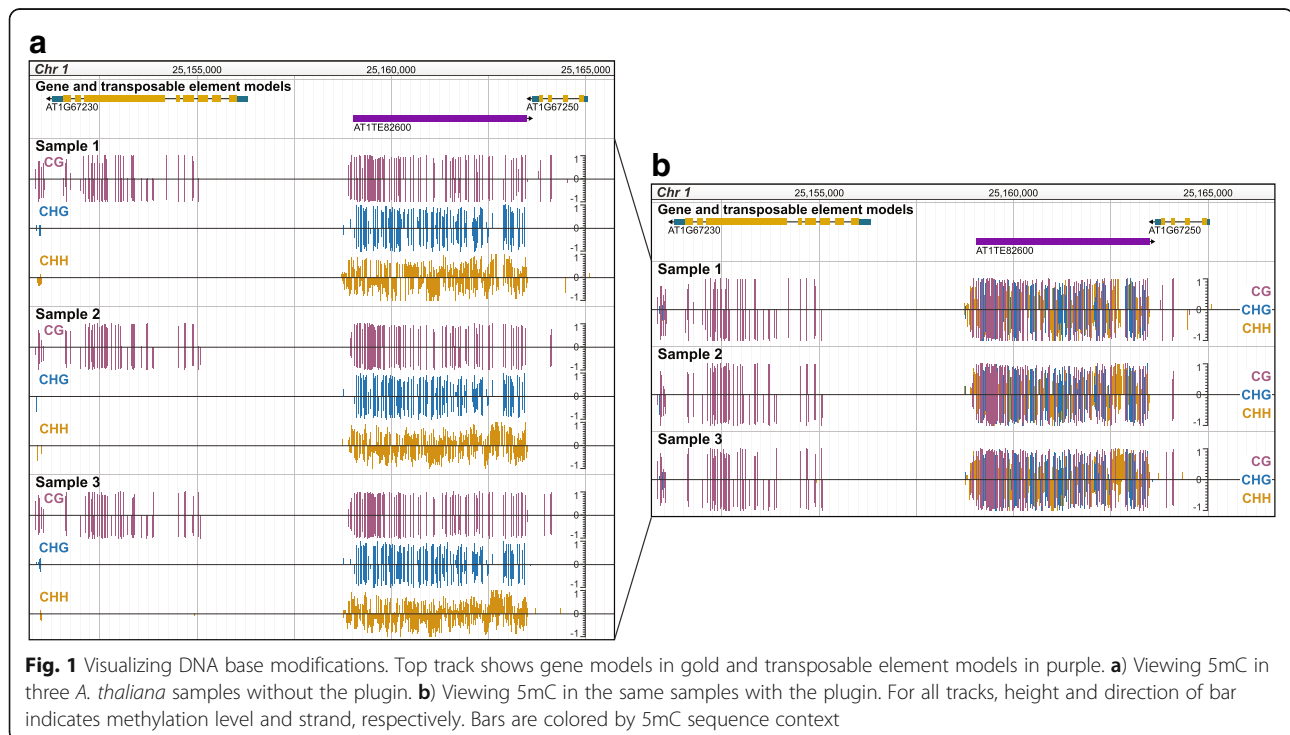 a
Chr 1 25,155,000 25,160,000 25,165,000
Gene and transposable element models
AT1G67230 AT1G67250
AT1TE82600
Sample 1
CG 1
0
-1
CHG 1
0
-1
CHH 1
0
-1
Sample 2
CG 1
0
-1
CHG 1
0
-1
CHH 1
0
-1
Sample 3
CG 1
0
-1
CHG 1
0
-1
CHH 1
0
-1
b
Chr 1 25,155,000 25,160,000 25,165,000
Gene and transposable element models
AT1G67230 AT1G67250
AT1TE82600
Sample 1
1 CG
0 CHG
-1 CHH
Sample 2
1 CG
0 CHG
-1 CHH
Sample 3
1 CG
0 CHG
-1 CHH
Fig. 1 Visualizing DNA base modifications. Top track shows gene models in gold and transposable element models in purple. a) Viewing 5mC in
three A. thaliana samples without the plugin. b) Viewing 5mC in the same samples with the plugin. For all tracks, height and direction of bar
indicates methylation level and strand, respectively. Bars are colored by 5mC sequence context